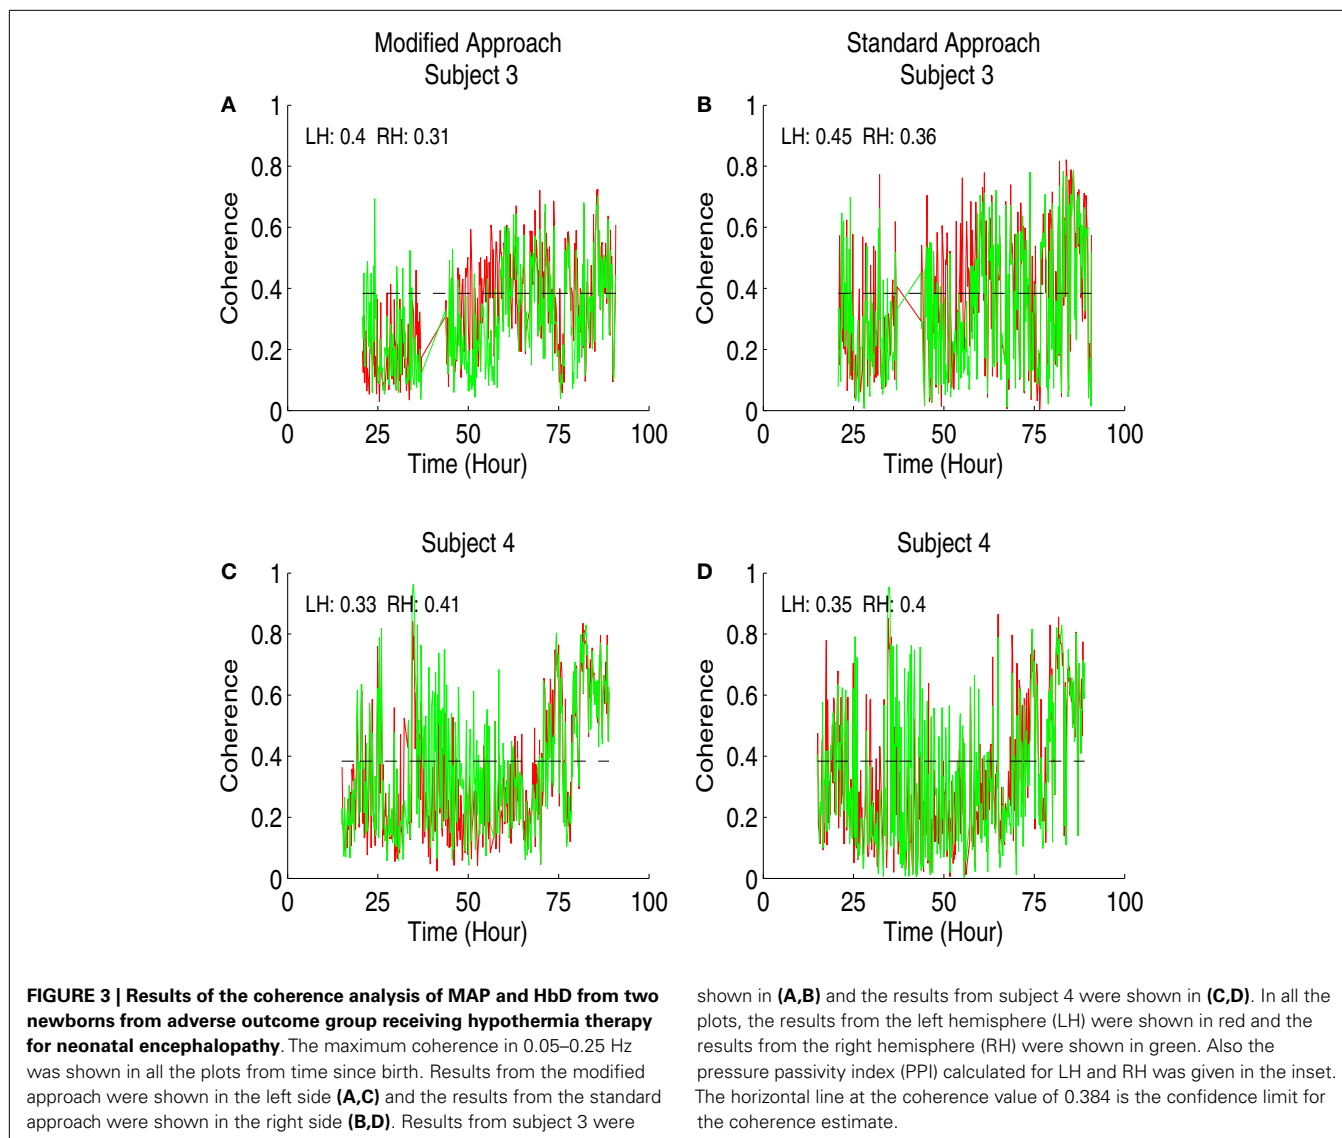 Modified Approach
Subject 3
A
LH: 0.4 RH: 0.31
1
0.8
0.6
0.4
0.2
0
Coherence
0 25 50 75 100
Time (Hour)
Standard Approach
Subject 3
B
LH: 0.45 RH: 0.36
1
0.8
0.6
0.4
0.2
0
Coherence
0 25 50 75 100
Time (Hour)
Subject 4
C
LH: 0.33 RH: 0.41
1
0.8
0.6
0.4
0.2
0
Coherence
0 25 50 75 100
Time (Hour)
Subject 4
D
LH: 0.35 RH: 0.4
1
0.8
0.6
0.4
0.2
0
Coherence
0 25 50 75 100
Time (Hour)
FIGURE 3 | Results of the coherence analysis of MAP and HbD from two
newborns from adverse outcome group receiving hypothermia therapy
for neonatal encephalopathy. The maximum coherence in 0.05–0.25 Hz
was shown in all the plots from time since birth. Results from the modified
approach were shown in the left side (A,C) and the results from the standard
approach were shown in the right side (B,D). Results from subject 3 were
shown in (A,B) and the results from subject 4 were shown in (C,D). In all the
plots, the results from the left hemisphere (LH) were shown in red and the
results from the right hemisphere (RH) were shown in green. Also the
pressure passivity index (PPI) calculated for LH and RH was given in the inset.
The horizontal line at the coherence value of 0.384 is the confidence limit for
the coherence estimate.